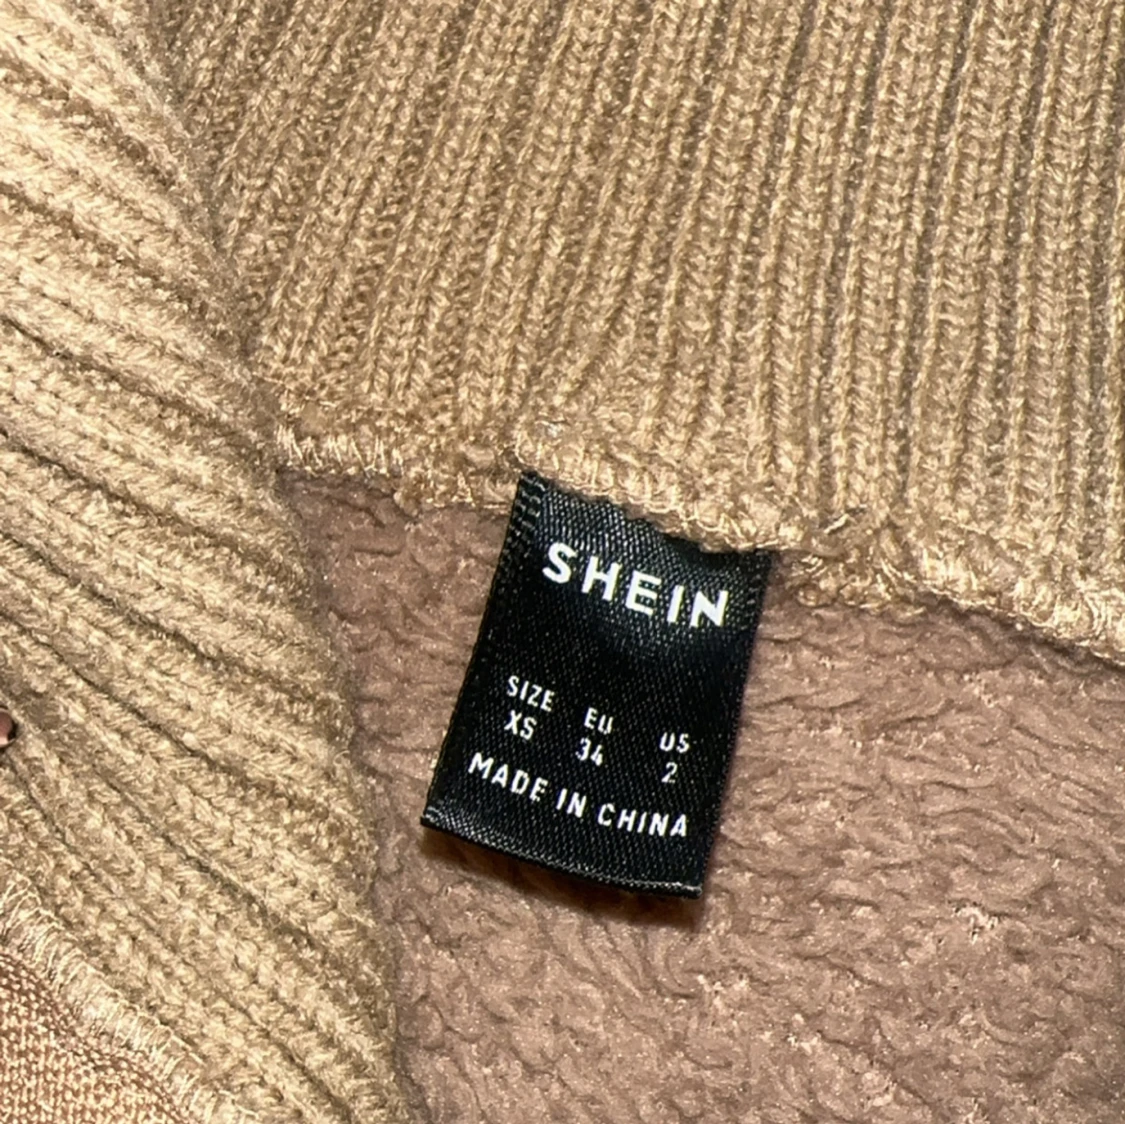 SHEIN
SIZE EU US
XS 34 2
MADE IN CHINA